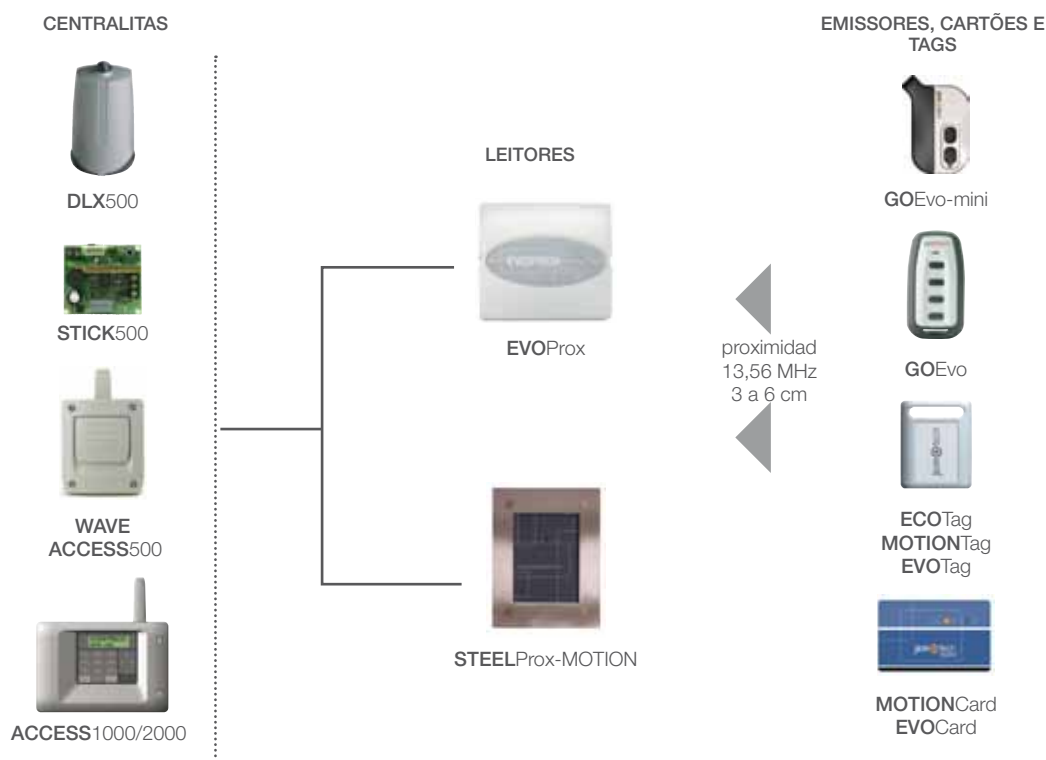 CENTRALITAS
DLX500
STICK500
WAVE
ACCESS500
ACCESS1000/2000
LEITORES
EVOProx
STEELProx-MOTION
proximidad
13,56 MHz
3 a 6 cm
EMISSORES, CARTÕES E
TAGS
GOEvo-mini
GOEvo
ECOTag
MOTIONTag
EVOTag
MOTIONCard
EVOCard